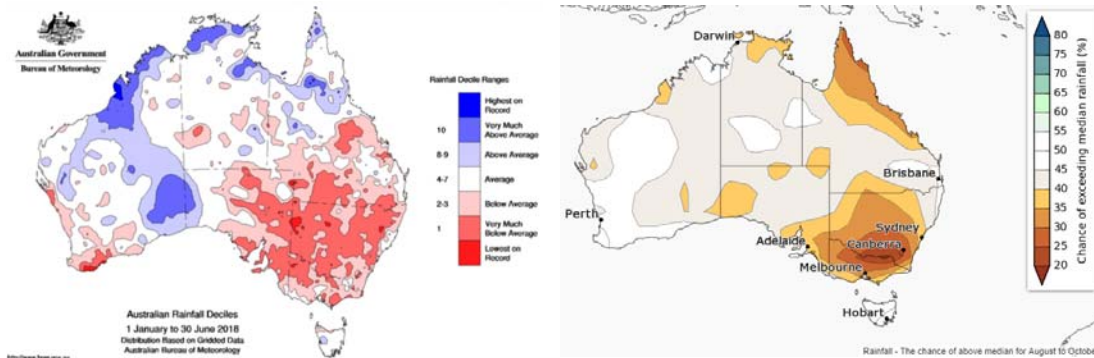 Australian Government
Bureau of Meteorology
Rainfall Decile Ranges
Highest on
Record
10 Very Much
Above Average
8-9 Above Average
4-7 Average
2-3 Below Average
1 Very Much
Below Average
Lowest on
Record
Australian Rainfall Deciles
1 January to 30 June 2018
Distribution Based on Gridded Data
Australian Bureau of Meteorology
Darwin
Brisbane
Perth
Sydney
Adelaide
Canberra
Melbourne
Hobart
80
75
70
65
60
55
50
45
40
35
30
25
20
Chance of exceeding median rainfall (%)
Rainfall - The chance of above median for August to Octobe